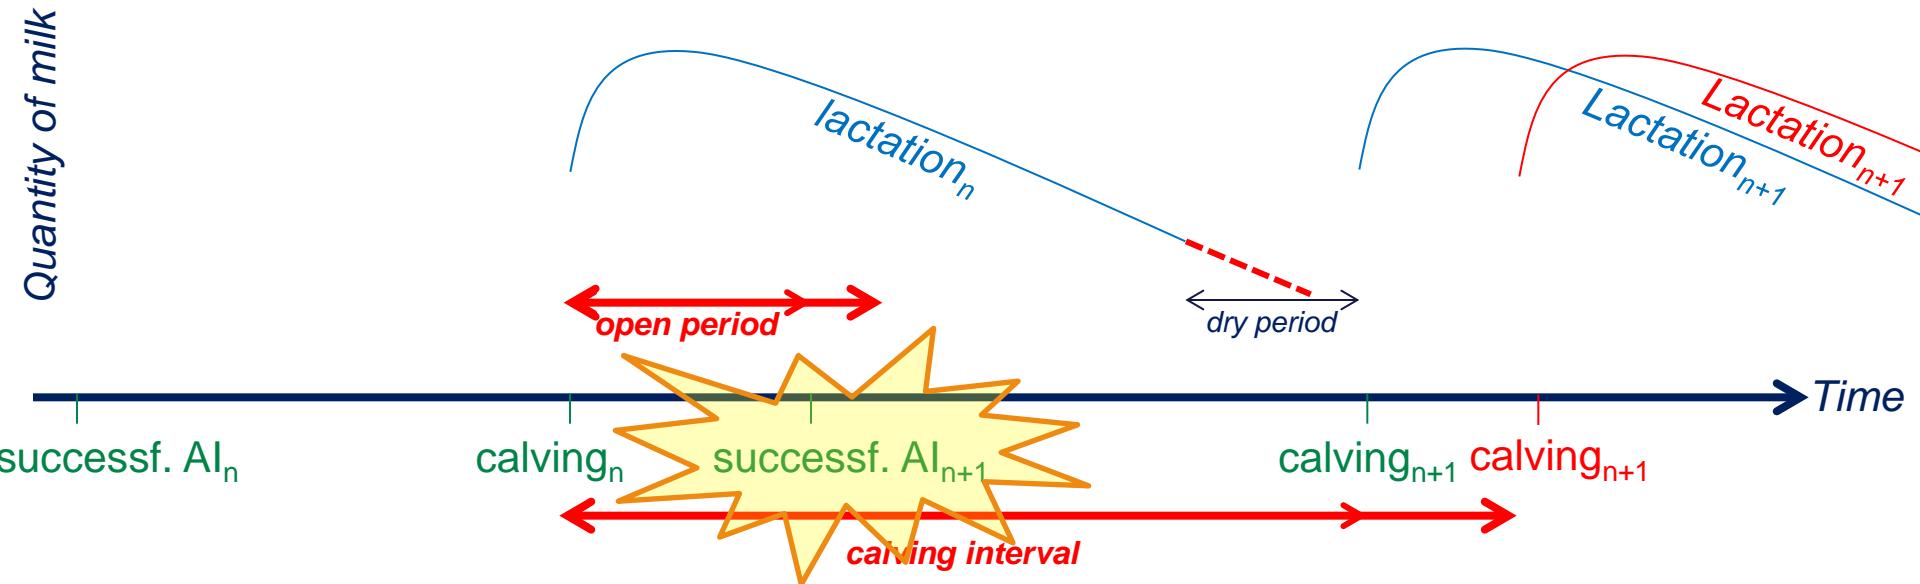 Quantity of milk
lactationn
Lactationn+1
Lactationn+1
open period
dry period
Time
successf. AIn
calvingn
successf. AIn+1
calvingn+1
calvingn+1
calving interval